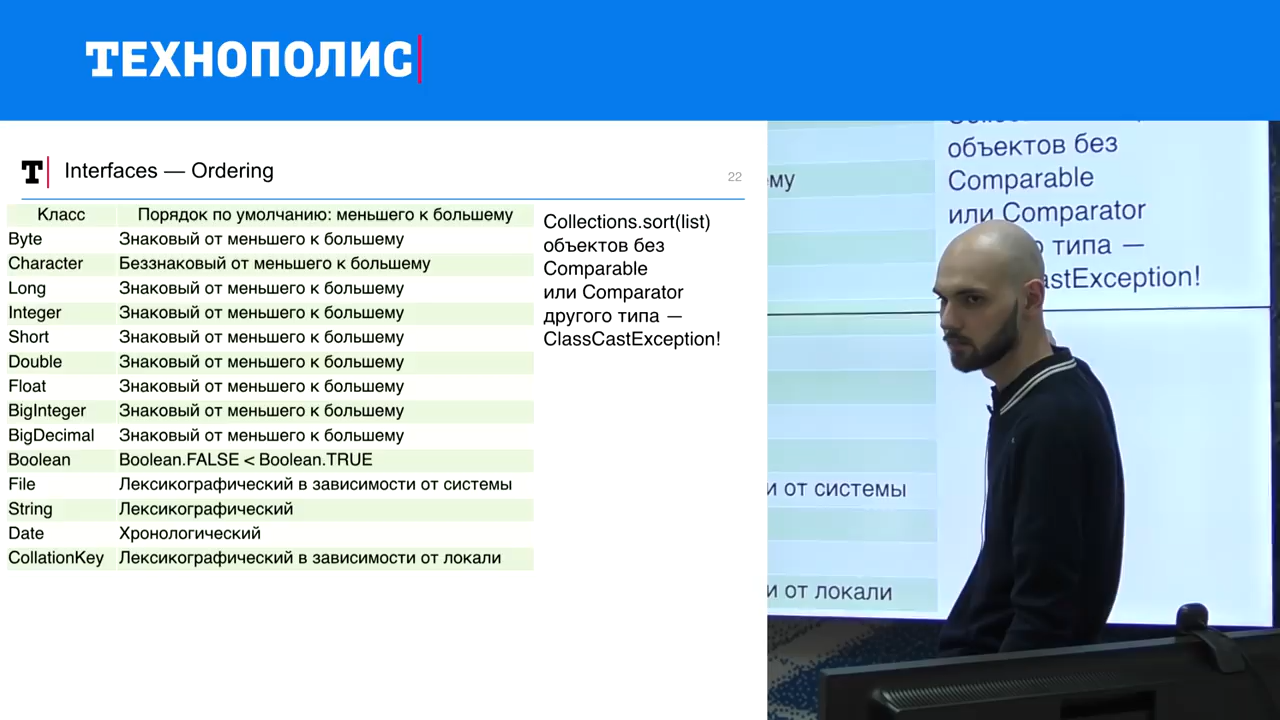 ТЕХНОПОЛИС
T Interfaces — Ordering
22
Класс Порядок по умолчанию: меньшего к большему
Byte Знаковый от меньшего к большему
Character Беззнаковый от меньшего к большему
Long Знаковый от меньшего к большему
Integer Знаковый от меньшего к большему
Short Знаковый от меньшего к большему
Double Знаковый от меньшего к большему
Float Знаковый от меньшего к большему
BigInteger Знаковый от меньшего к большему
BigDecimal Знаковый от меньшего к большему
Boolean Boolean.FALSE < Boolean.TRUE
File Лексикографический в зависимости от системы
String Лексикографический
Date Хронологический
CollationKey Лексикографический в зависимости от локали
Collections.sort(list)
объектов без
Comparable
или Comparator
другого типа —
ClassCastException!
объектов без
Comparable
или Comparator
типа —
astException!
ему
и от системы
и от локали